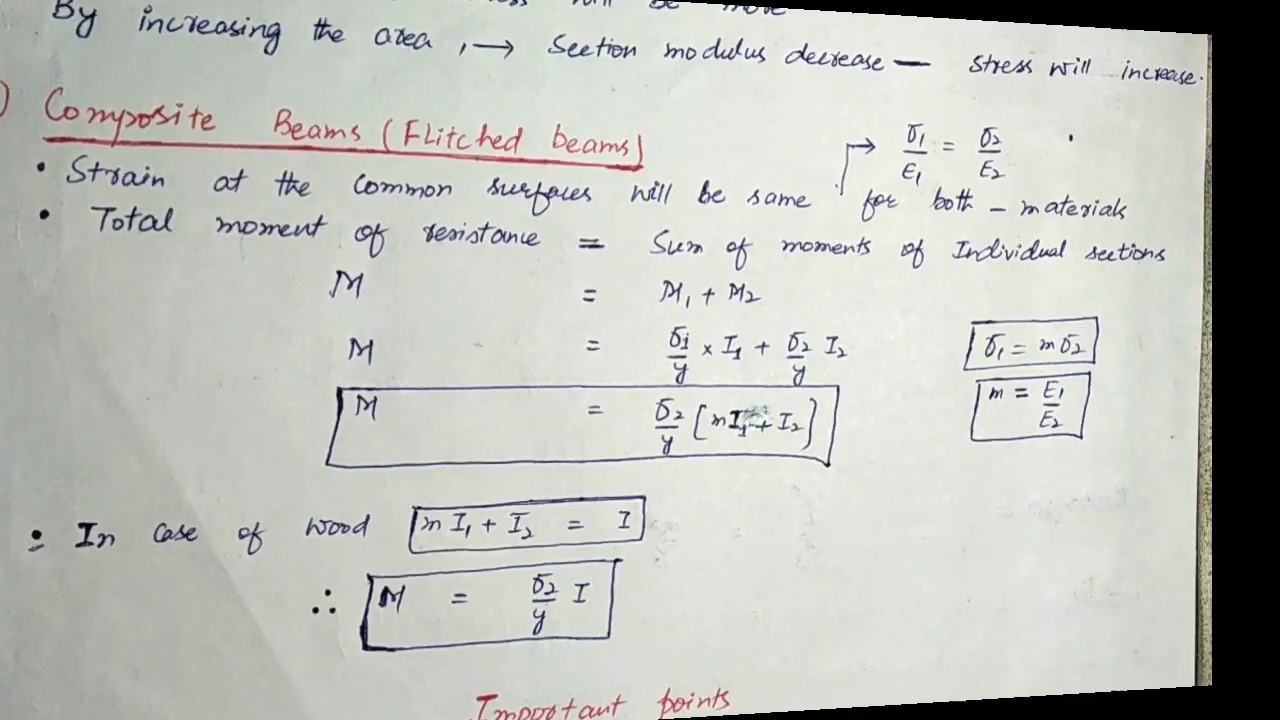 will be more
By increasing the area , → Section modulus decrease — stress will increase.
) Composite Beams (Flitched beams)
→ σ1/E1 = σ2/E2
• Strain at the common surfaces will be same for both - materials
• Total moment of resistance = Sum of moments of Individual sections
M = M1 + M2
M = σ1/y × I1 + σ2/y I2
σ1 = mσ2
M = σ2/y [mI1 + I2]
m = E1/E2
: In case of wood mI1 + I2 = I
∴ M = σ2/y I
Important points